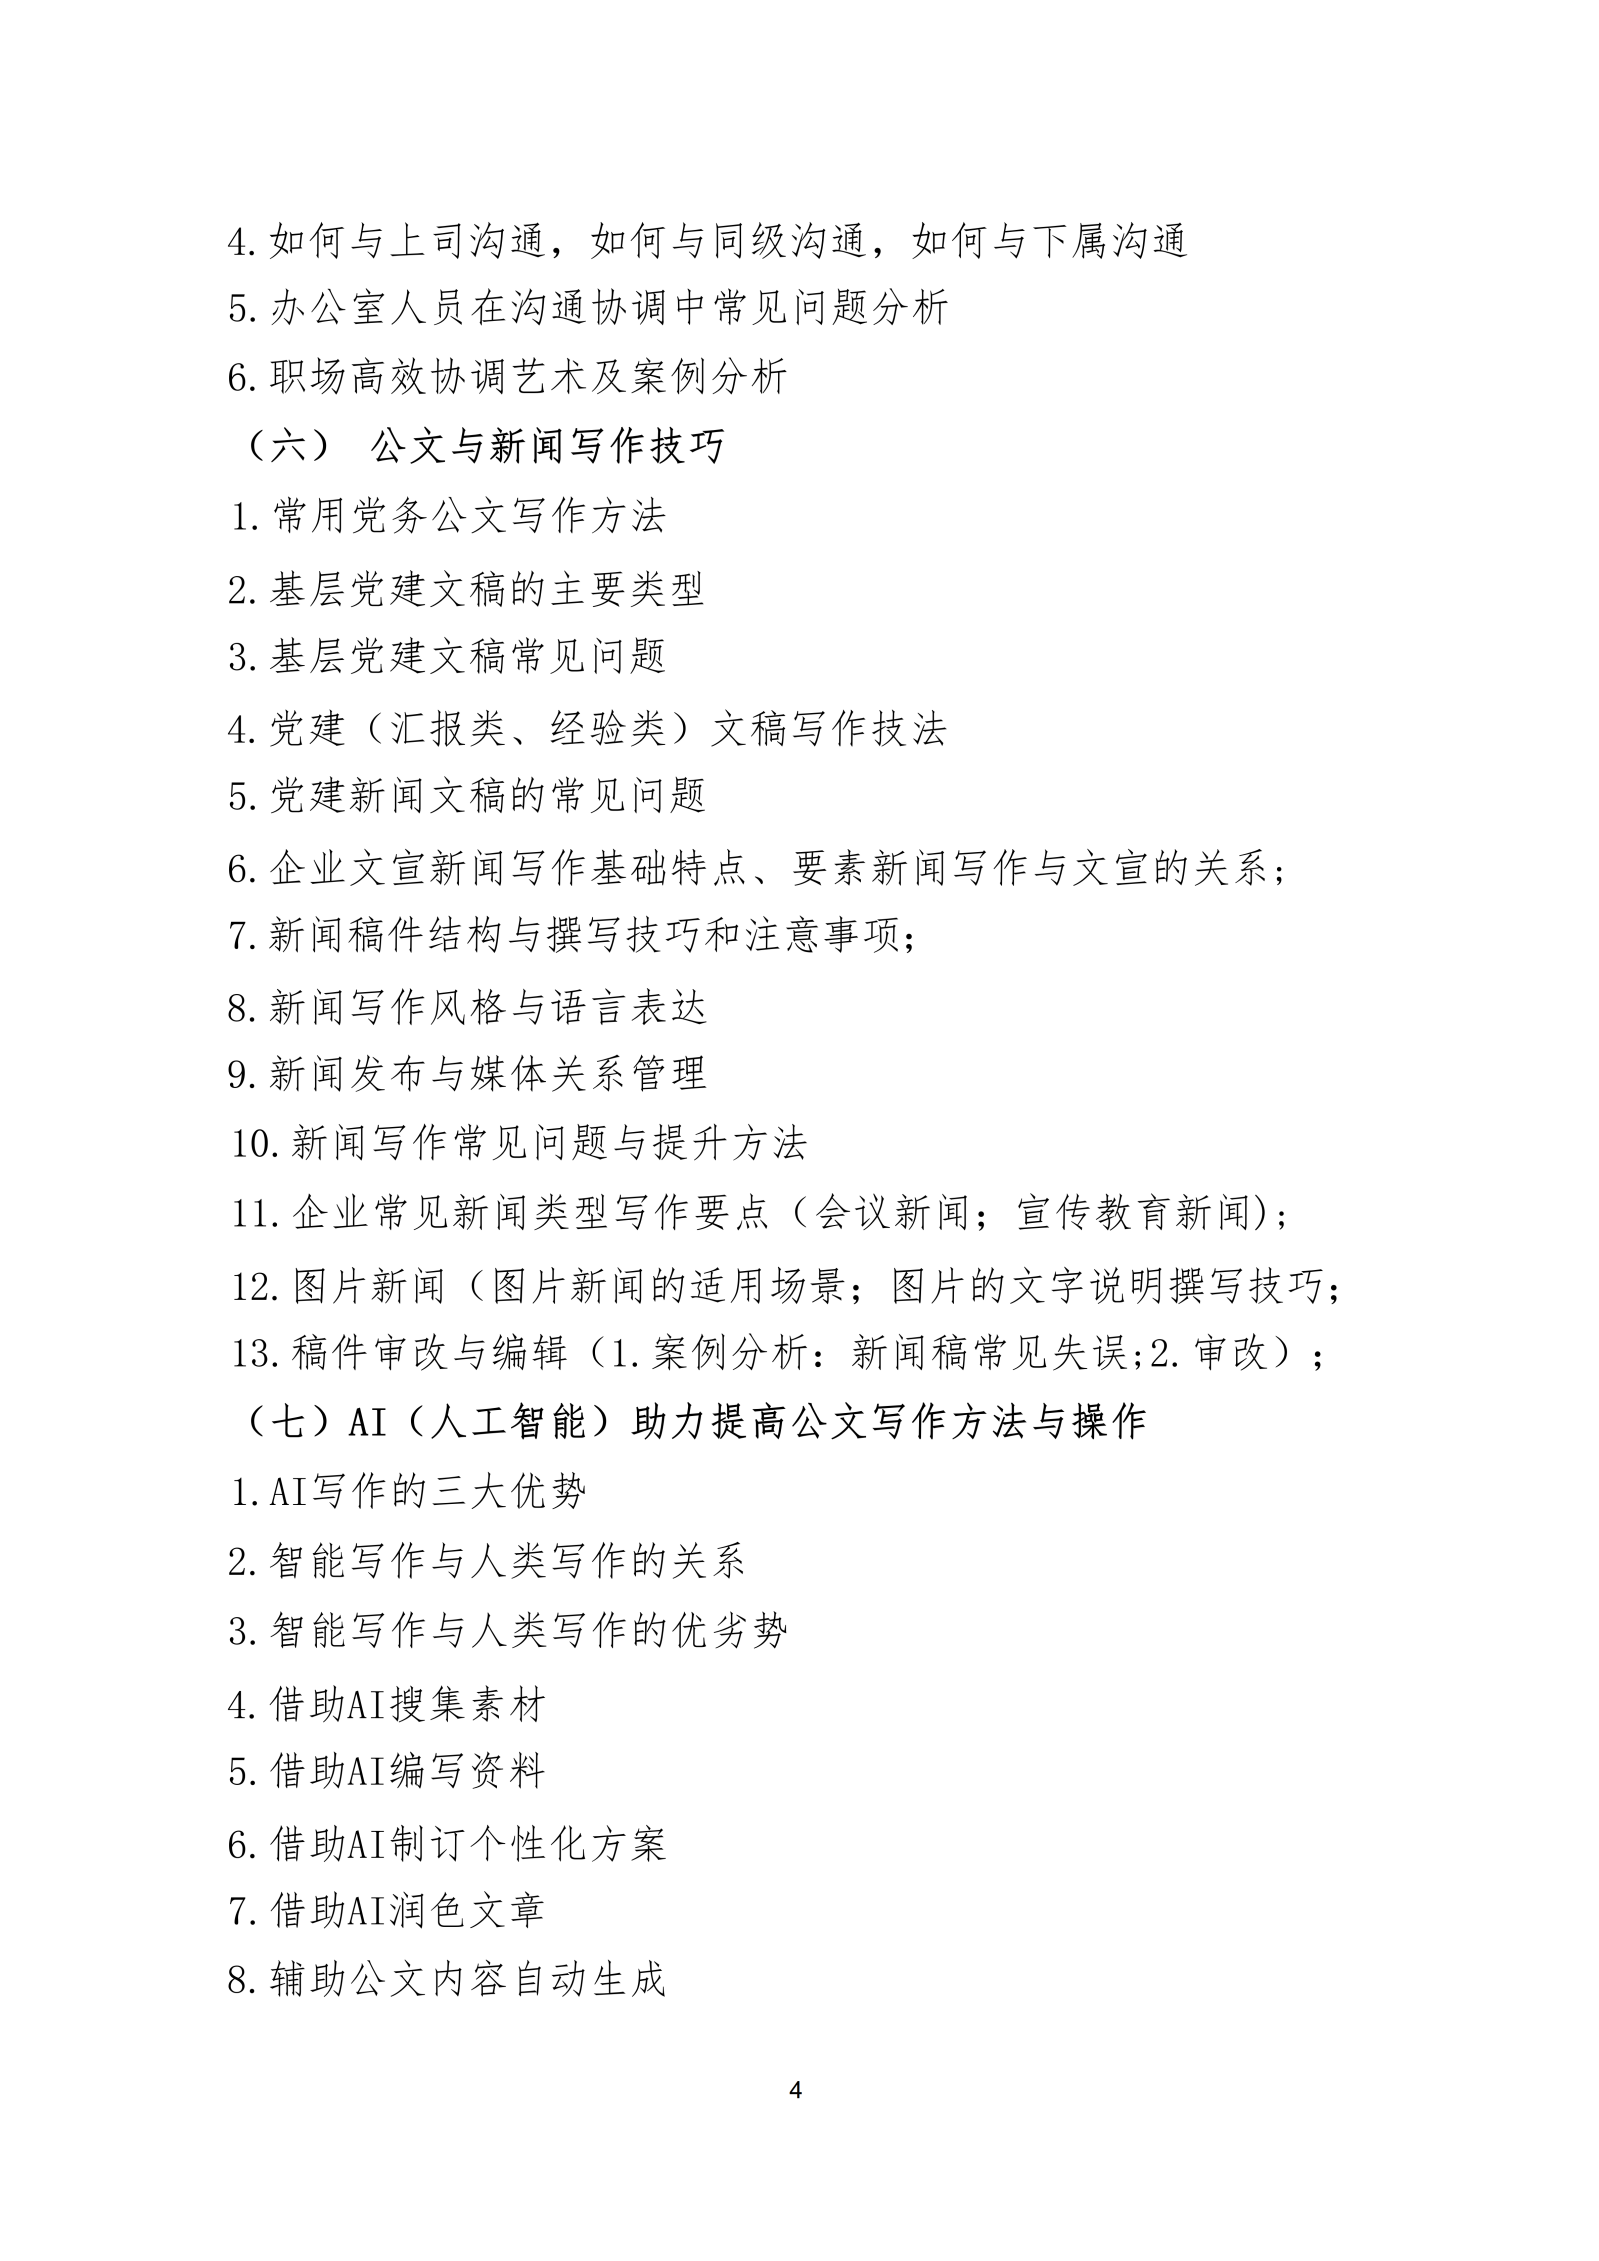 4.如何与上司沟通，如何与同级沟通，如何与下属沟通
5.办公室人员在沟通协调中常见问题分析
6.职场高效协调艺术及案例分析
（六） 公文与新闻写作技巧
1.常用党务公文写作方法
2.基层党建文稿的主要类型
3.基层党建文稿常见问题
4.党建（汇报类、经验类）文稿写作技法
5.党建新闻文稿的常见问题
6.企业文宣新闻写作基础特点、要素新闻写作与文宣的关系;
7.新闻稿件结构与撰写技巧和注意事项;
8.新闻写作风格与语言表达
9.新闻发布与媒体关系管理
10.新闻写作常见问题与提升方法
11.企业常见新闻类型写作要点（会议新闻；宣传教育新闻);
12.图片新闻（图片新闻的适用场景；图片的文字说明撰写技巧；
13.稿件审改与编辑（1.案例分析：新闻稿常见失误;2.审改）；
（七）AI（人工智能）助力提高公文写作方法与操作
1.AI写作的三大优势
2.智能写作与人类写作的关系
3.智能写作与人类写作的优劣势
4.借助AI搜集素材
5.借助AI编写资料
6.借助AI制订个性化方案
7.借助AI润色文章
8.辅助公文内容自动生成
4